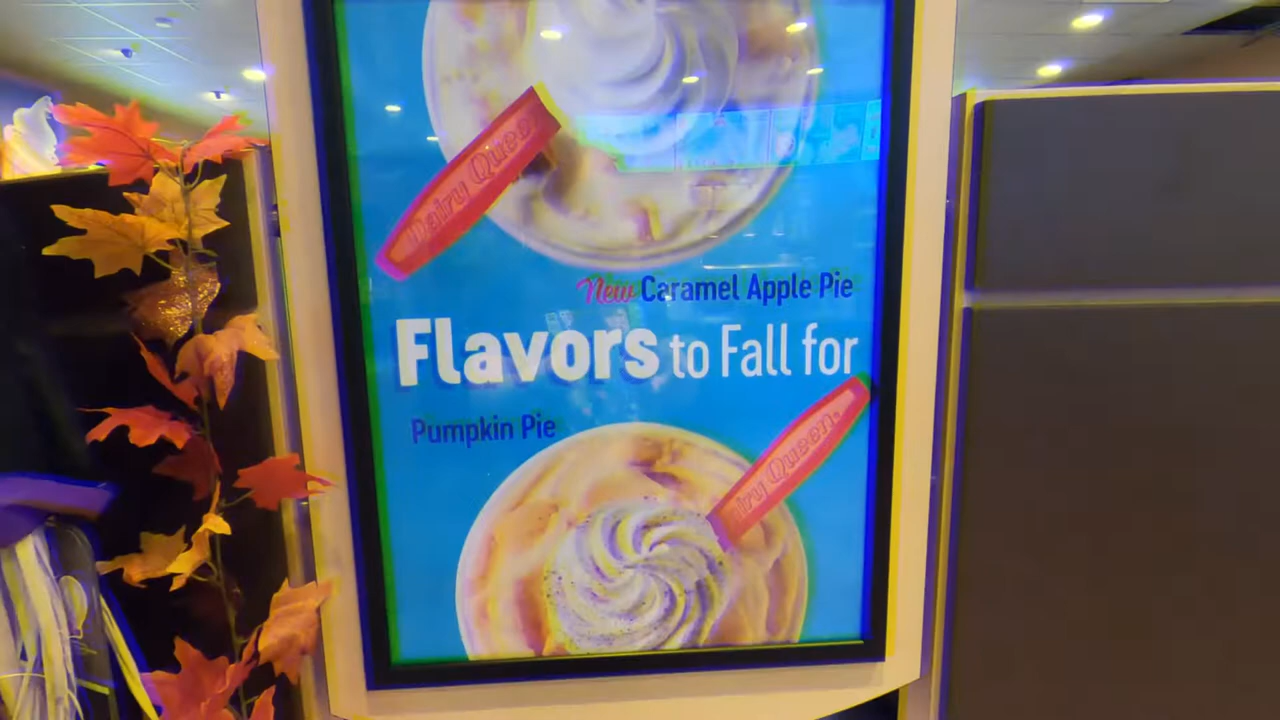 Dairy Queen
New Caramel Apple Pie
Flavors to Fall for
Pumpkin Pie
Dairy Queen